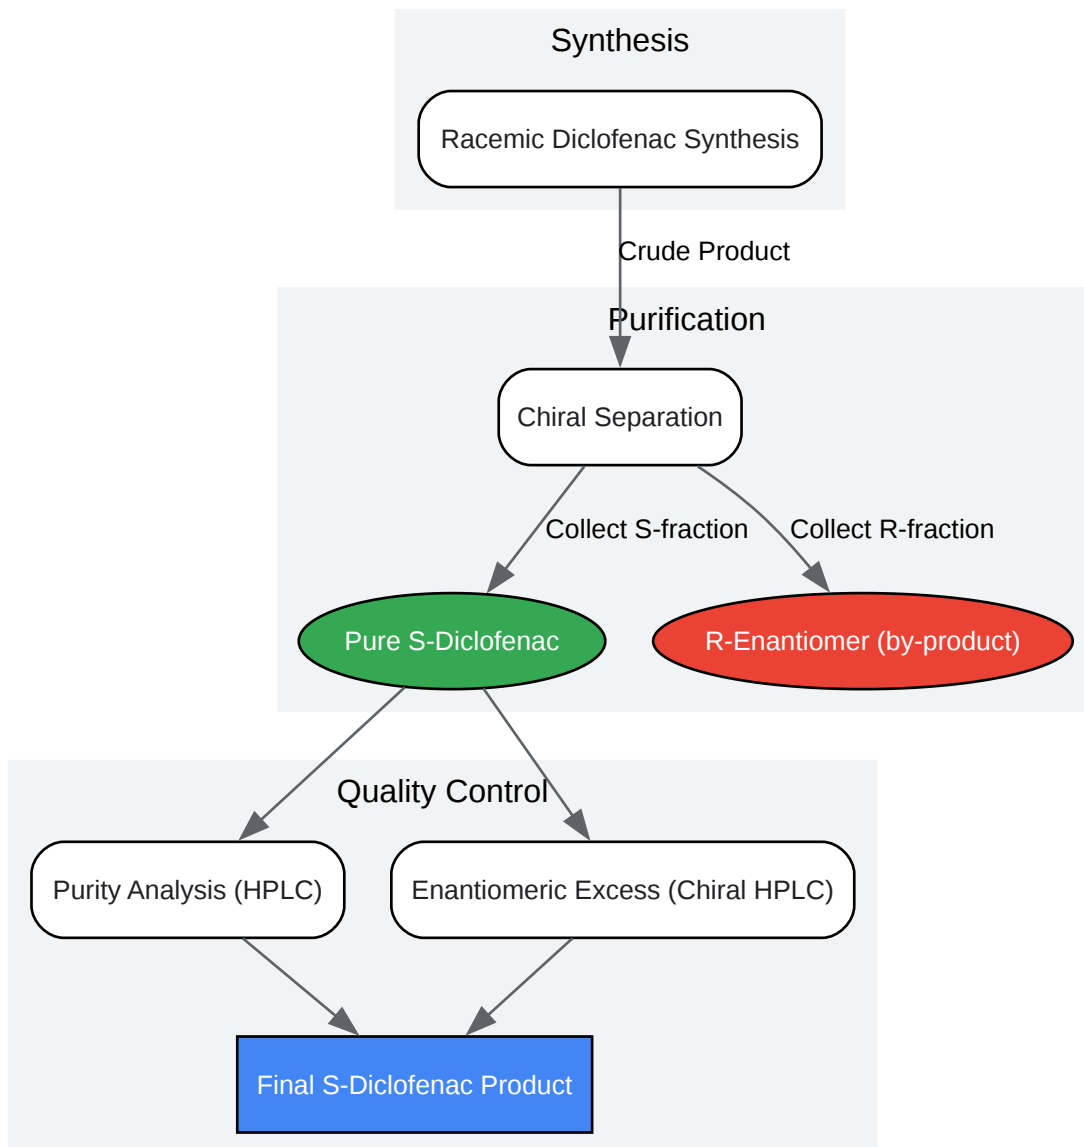 Synthesis
Racemic Diclofenac Synthesis
Crude Product
Purification
Chiral Separation
Collect S-fraction
Collect R-fraction
Pure S-Diclofenac
R-Enantiomer (by-product)
Quality Control
Purity Analysis (HPLC)
Enantiomeric Excess (Chiral HPLC)
Final S-Diclofenac Product